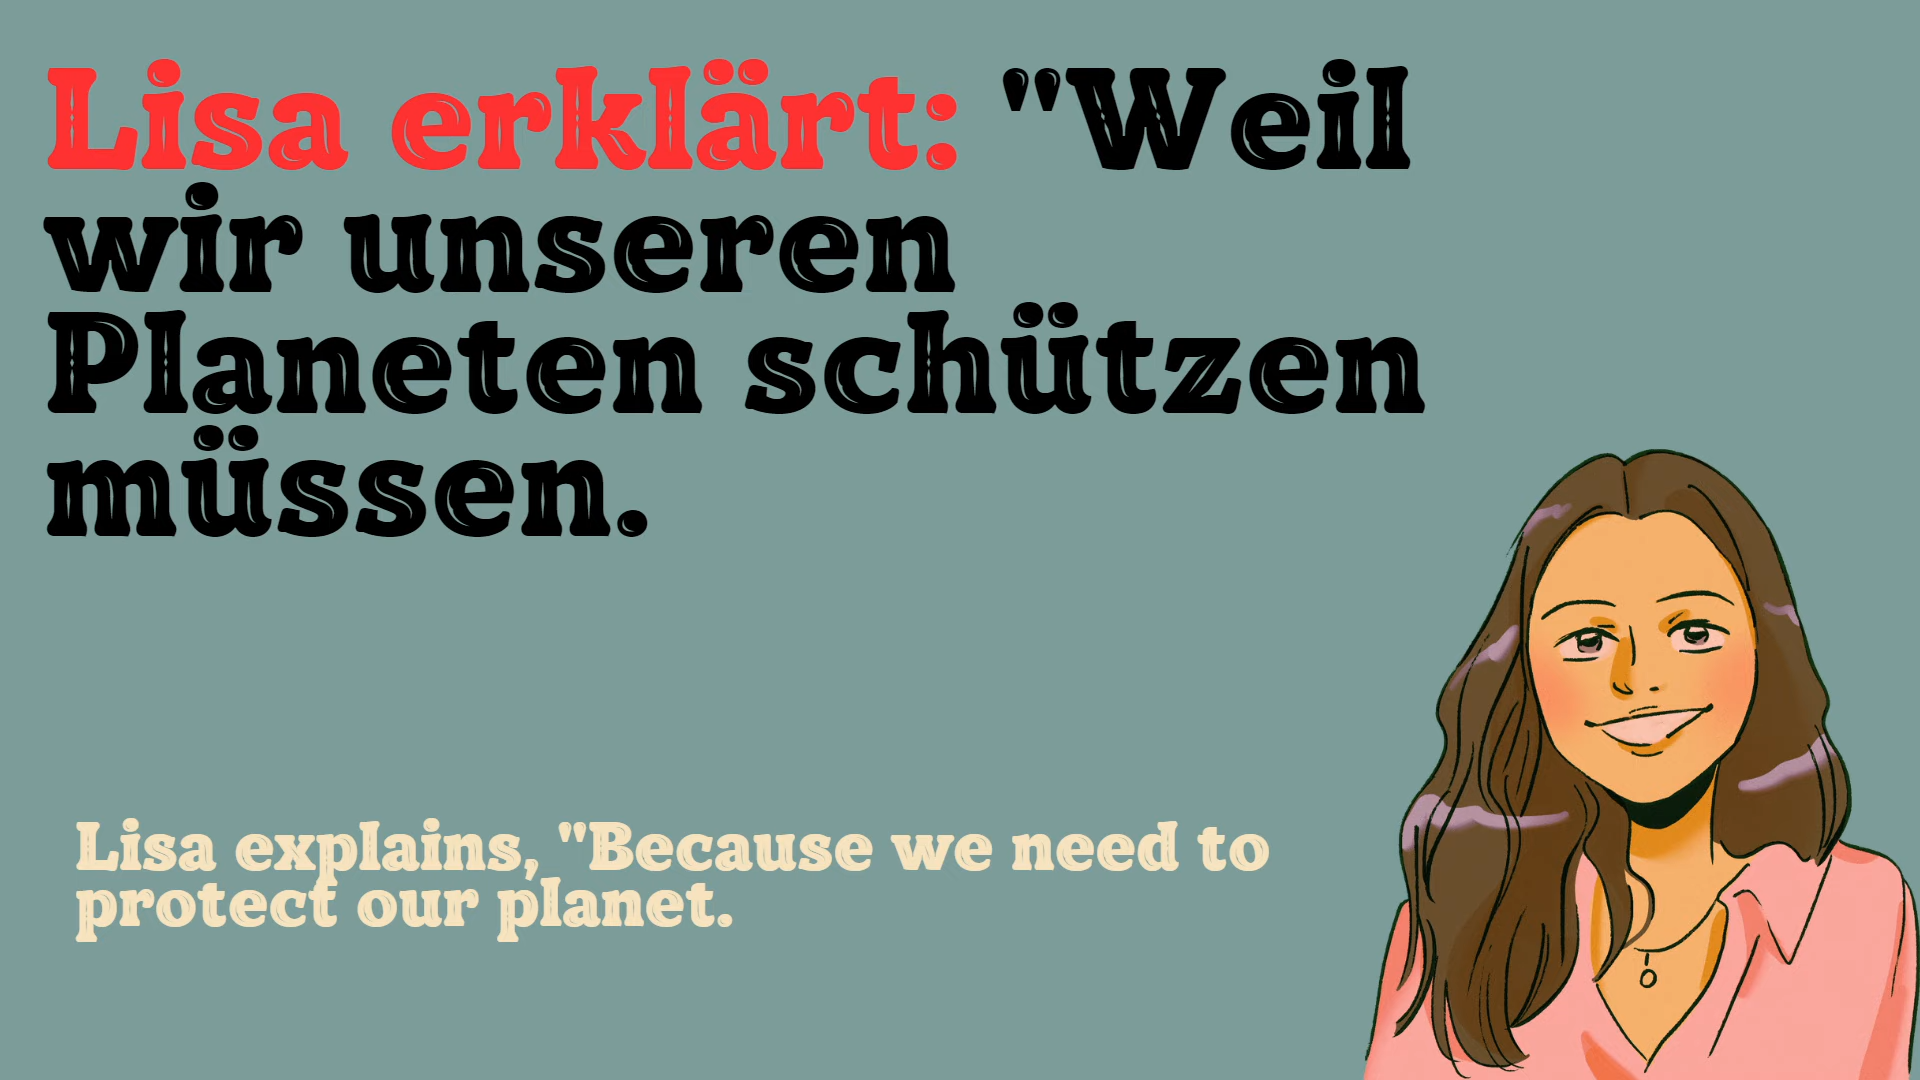 Lisa erklärt: "Weil
wir unseren
Planeten schützen
müssen.
Lisa explains, "Because we need to
protect our planet.